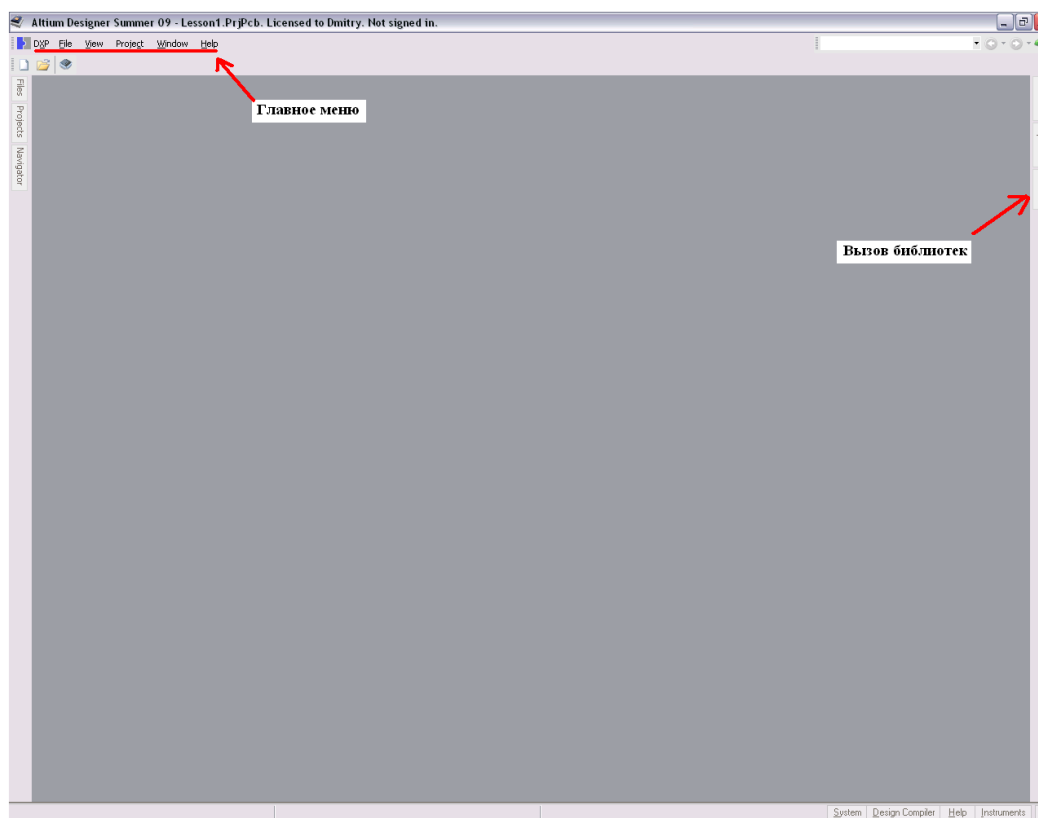 Altium Designer Summer 09 - Lesson1.PrjPcb. Licensed to Dmitry. Not signed in.
DXP File View Project Window Help
Files
Главное меню
Projects
Navigator
Вызов библиотек
System Design Compiler Help Instruments